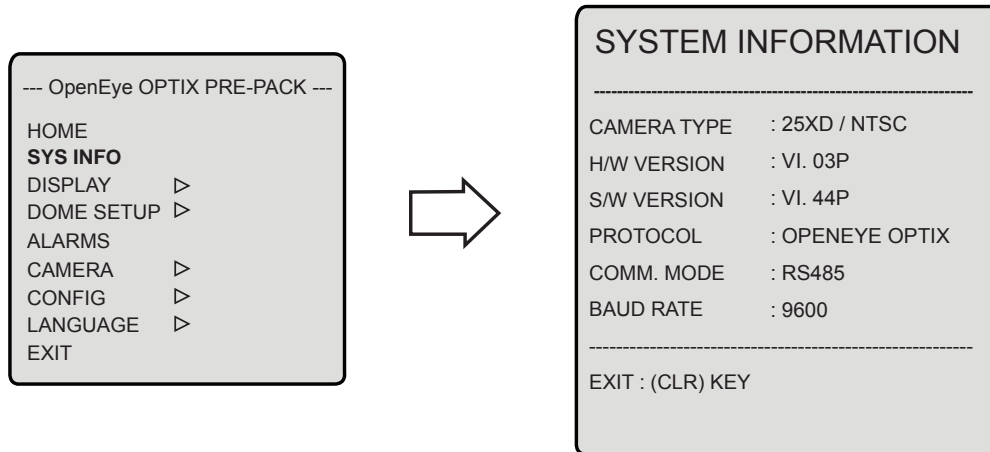 --- OpenEye OPTIX PRE-PACK ---
HOME
SYS INFO
DISPLAY
DOME SETUP
ALARMS
CAMERA
CONFIG
LANGUAGE
EXIT
SYSTEM INFORMATION
CAMERA TYPE : 25XD / NTSC
H/W VERSION : VI. 03P
S/W VERSION : VI. 44P
PROTOCOL : OPENEYE OPTIX
COMM. MODE : RS485
BAUD RATE : 9600
EXIT : (CLR) KEY